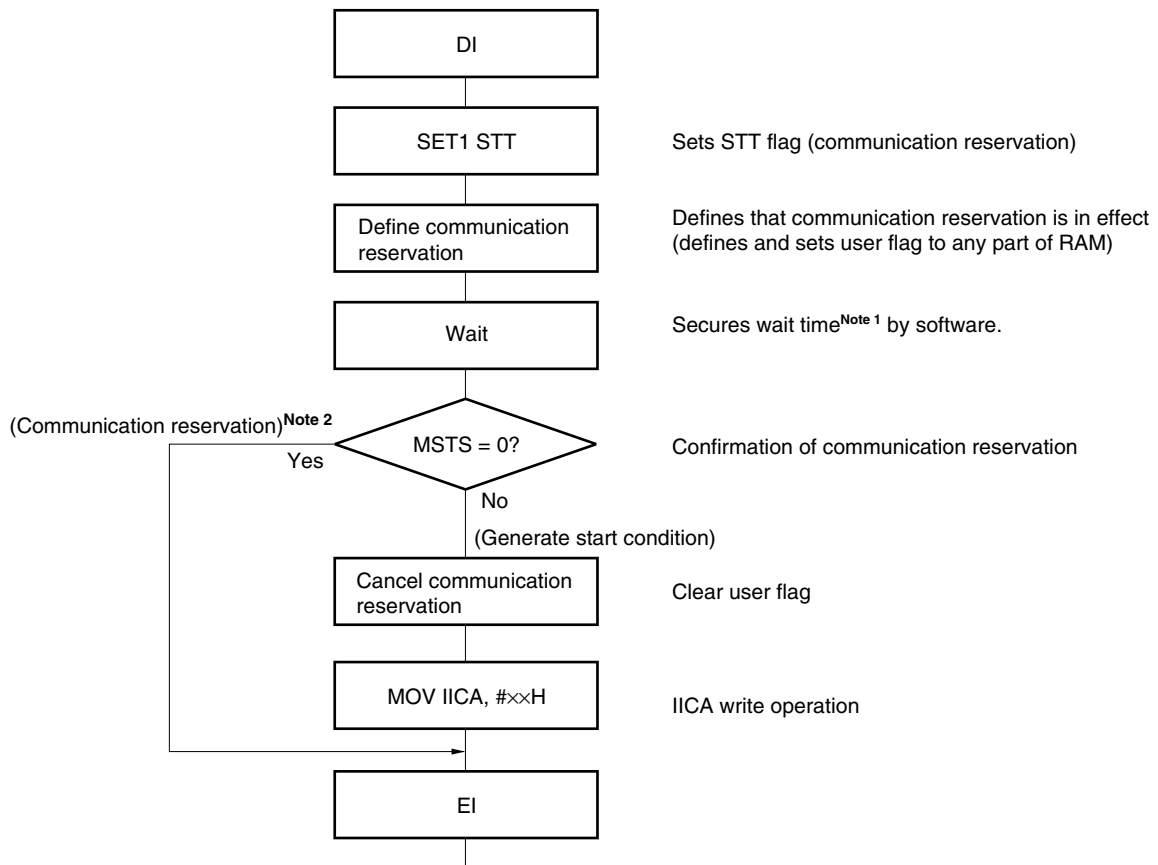 DI
SET1 STT
Sets STT flag (communication reservation)
Define communication
reservation
Defines that communication reservation is in effect
(defines and sets user flag to any part of RAM)
Wait
Secures wait time Note 1 by software.
(Communication reservation) Note 2
Yes
MSTS = 0?
Confirmation of communication reservation
No
(Generate start condition)
Cancel communication
reservation
Clear user flag
MOV IICA, #××H
IICA write operation
EI